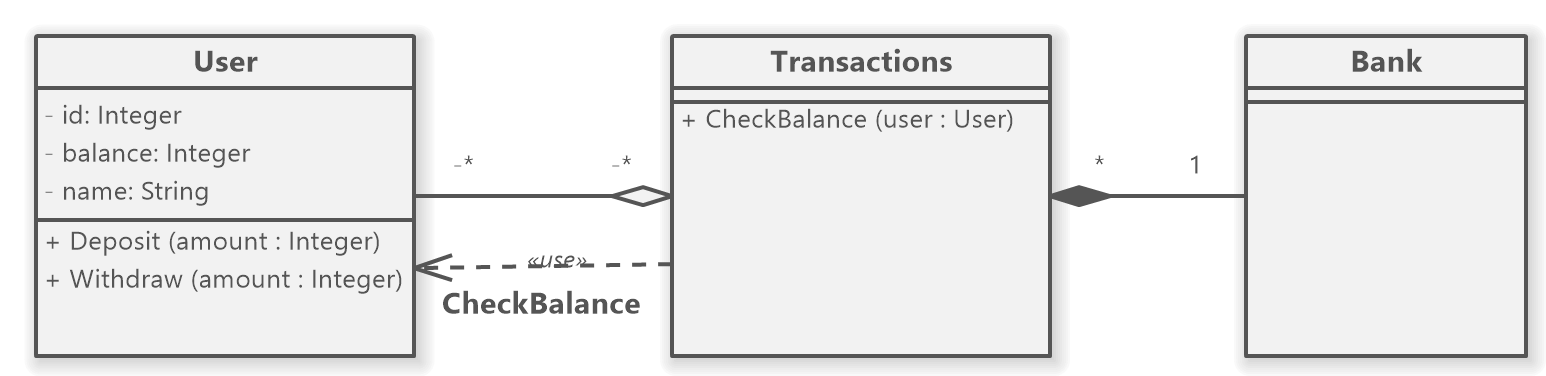 User
- id: Integer
- balance: Integer
- name: String
+ Deposit (amount : Integer)
+ Withdraw (amount : Integer)
-*
-*
«use»
CheckBalance
Transactions
+ CheckBalance (user : User)
*
1
Bank